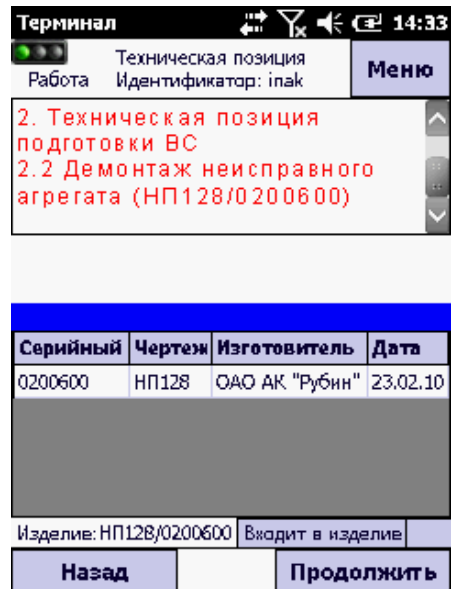 Терминал 14:33
Техническая позиция
Работа Идентификатор: inak
Меню
2. Техническая позиция
подготовки ВС
2.2 Демонтаж неисправного
агрегата (НП128/0200600)
Серийный Чертеж Изготовитель Дата
0200600 НП128 ОАО АК "Рубин" 23.02.10
Изделие: НП128/0200600 Входит в изделие
Назад Продолжить